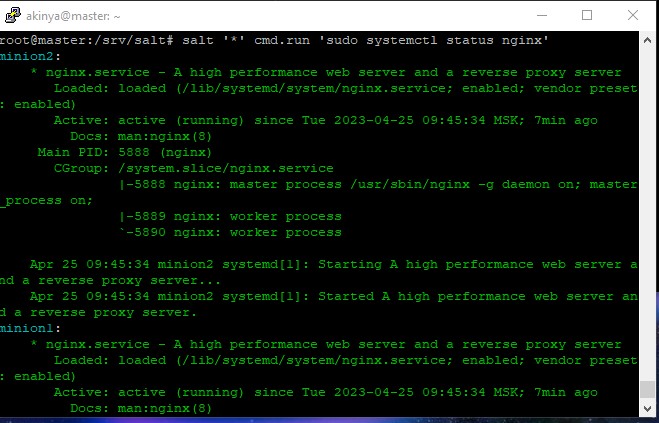 akinya@master: ~
root@master:/srv/salt# salt '*' cmd.run 'sudo systemctl status nginx'
minion2:
    * nginx.service - A high performance web server and a reverse proxy server
       Loaded: loaded (/lib/systemd/system/nginx.service; enabled; vendor preset
: enabled)
       Active: active (running) since Tue 2023-04-25 09:45:34 MSK; 7min ago
         Docs: man:nginx(8)
     Main PID: 5888 (nginx)
       CGroup: /system.slice/nginx.service
               |-5888 nginx: master process /usr/sbin/nginx -g daemon on; master
_process on;
               |-5889 nginx: worker process
               `-5890 nginx: worker process
    Apr 25 09:45:34 minion2 systemd[1]: Starting A high performance web server a
nd a reverse proxy server...
    Apr 25 09:45:34 minion2 systemd[1]: Started A high performance web server an
d a reverse proxy server.
minion1:
    * nginx.service - A high performance web server and a reverse proxy server
       Loaded: loaded (/lib/systemd/system/nginx.service; enabled; vendor preset
: enabled)
       Active: active (running) since Tue 2023-04-25 09:45:34 MSK; 7min ago
         Docs: man:nginx(8)